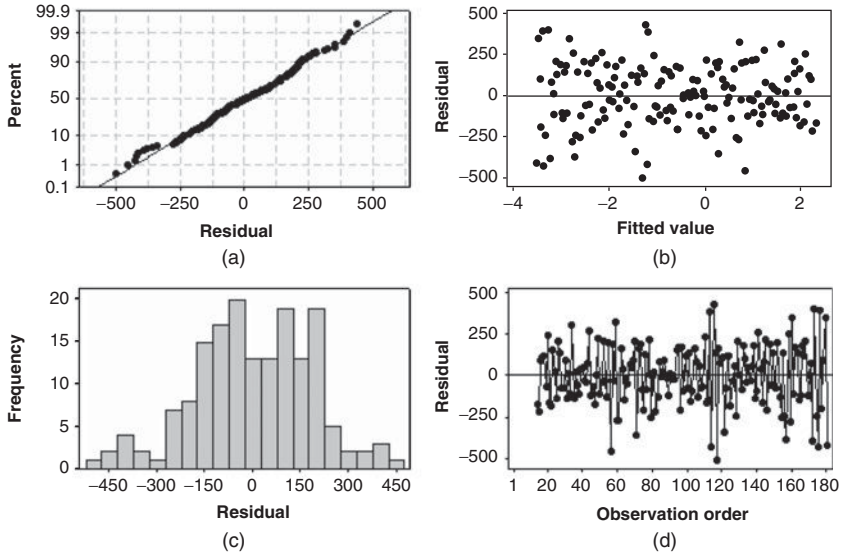 99.9
99
90
50
10
1
0.1
Percent
−500 −250 0 250 500
Residual
(a)
500
250
0
−250
−500
Residual
−4 −2 0 2
Fitted value
(b)
20
15
10
5
0
Frequency
−450 −300 −150 0 150 300 450
Residual
(c)
500
250
0
−250
−500
Residual
1 20 40 60 80 100 120 140 160 180
Observation order
(d)